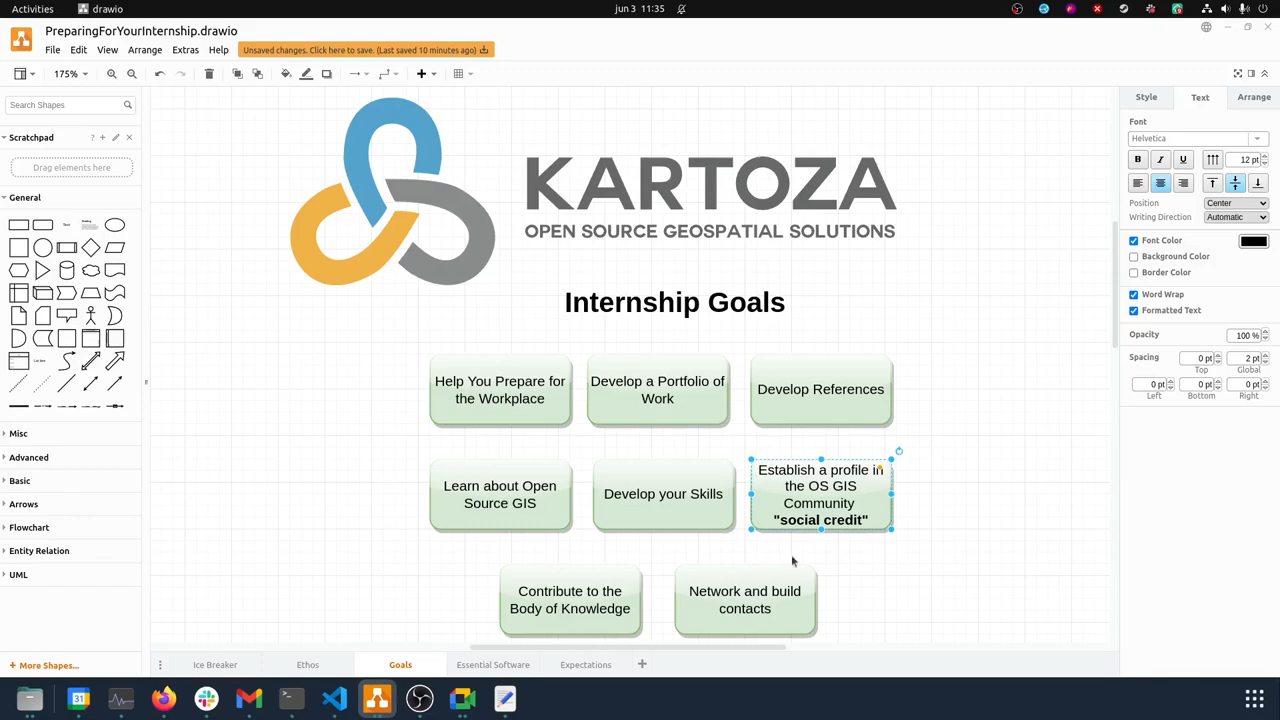 Activities
drawio
jun 3 11:35
PreparingForYourInternship.drawio
File Edit View Arrange Extras Help
Unsaved changes. Click here to save. (Last saved 10 minutes ago)
175%
Search Shapes
Scratchpad
?
Drag elements here
General
Text
Heading
List Item
Misc
Advanced
Basic
Arrows
Flowchart
Entity Relation
UML
+ More Shapes...
KARTOZA
OPEN SOURCE GEOSPATIAL SOLUTIONS
Internship Goals
Help You Prepare for
the Workplace
Develop a Portfolio of
Work
Develop References
Learn about Open
Source GIS
Develop your Skills
Establish a profile in
the OS GIS
Community
"social credit"
Contribute to the
Body of Knowledge
Network and build
contacts
Ice Breaker
Ethos
Goals
Essential Software
Expectations
Style Text Arrange
Font
Helvetica
B I U
12 pt
Position
Center
Writing Direction
Automatic
Font Color
Background Color
Border Color
Word Wrap
Formatted Text
Opacity
100 %
Spacing
0 pt
2 pt
Top
Global
0 pt
0 pt
0 pt
Left
Bottom
Right
31